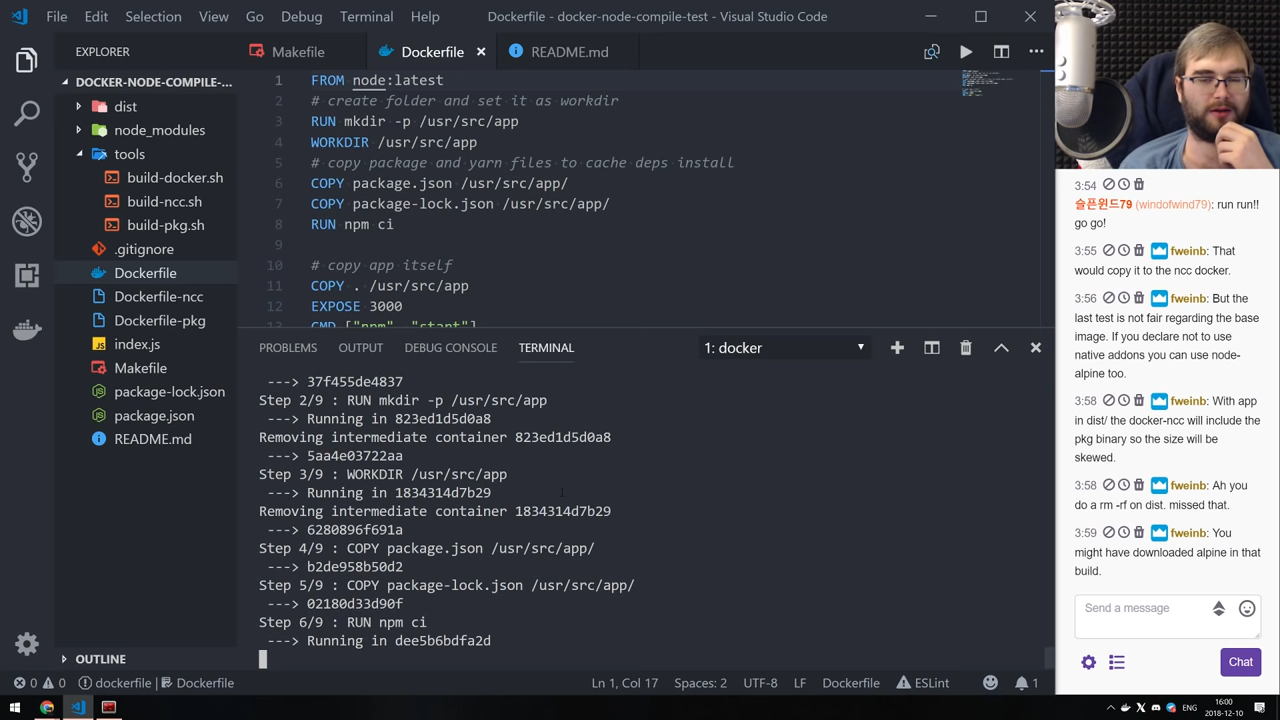 File Edit Selection View Go Debug Terminal Help
Dockerfile - docker-node-compile-test - Visual Studio Code
EXPLORER
DOCKER-NODE-COMPILE-...
dist
node_modules
tools
build-docker.sh
build-ncc.sh
build-pkg.sh
.gitignore
Dockerfile
Dockerfile-ncc
Dockerfile-pkg
index.js
Makefile
package-lock.json
package.json
README.md
OUTLINE
Makefile Dockerfile README.md
1 FROM node:latest
2 # create folder and set it as workdir
3 RUN mkdir -p /usr/src/app
4 WORKDIR /usr/src/app
5 # copy package and yarn files to cache deps install
6 COPY package.json /usr/src/app/
7 COPY package-lock.json /usr/src/app/
8 RUN npm ci
9
10 # copy app itself
11 COPY . /usr/src/app
12 EXPOSE 3000
13 CMD ["npm", "start"]
PROBLEMS OUTPUT DEBUG CONSOLE TERMINAL 1: docker
---> 37f455de4837
Step 2/9 : RUN mkdir -p /usr/src/app
---> Running in 823ed1d5d0a8
Removing intermediate container 823ed1d5d0a8
---> 5aa4e03722aa
Step 3/9 : WORKDIR /usr/src/app
---> Running in 1834314d7b29
Removing intermediate container 1834314d7b29
---> 6280896f691a
Step 4/9 : COPY package.json /usr/src/app/
---> b2de958b50d2
Step 5/9 : COPY package-lock.json /usr/src/app/
---> 02180d33d90f
Step 6/9 : RUN npm ci
---> Running in dee5b6bdfa2d
0 0 dockerfile | Dockerfile Ln 1, Col 17 Spaces: 2 UTF-8 LF Dockerfile ESLint 1
3:54
슬픈윈드79 (windofwind79): run run!!
go go!
3:55 fweinb: That
would copy it to the ncc docker.
3:56 fweinb: But the
last test is not fair regarding the base
image. If you declare not to use
native addons you can use node-
alpine too.
3:58 fweinb: With app
in dist/ the docker-ncc will include the
pkg binary so the size will be
skewed.
3:58 fweinb: Ah you
do a rm -rf on dist. missed that.
3:59 fweinb: You
might have downloaded alpine in that
build.
Send a message
Chat
ENG
16:00
2018-12-10